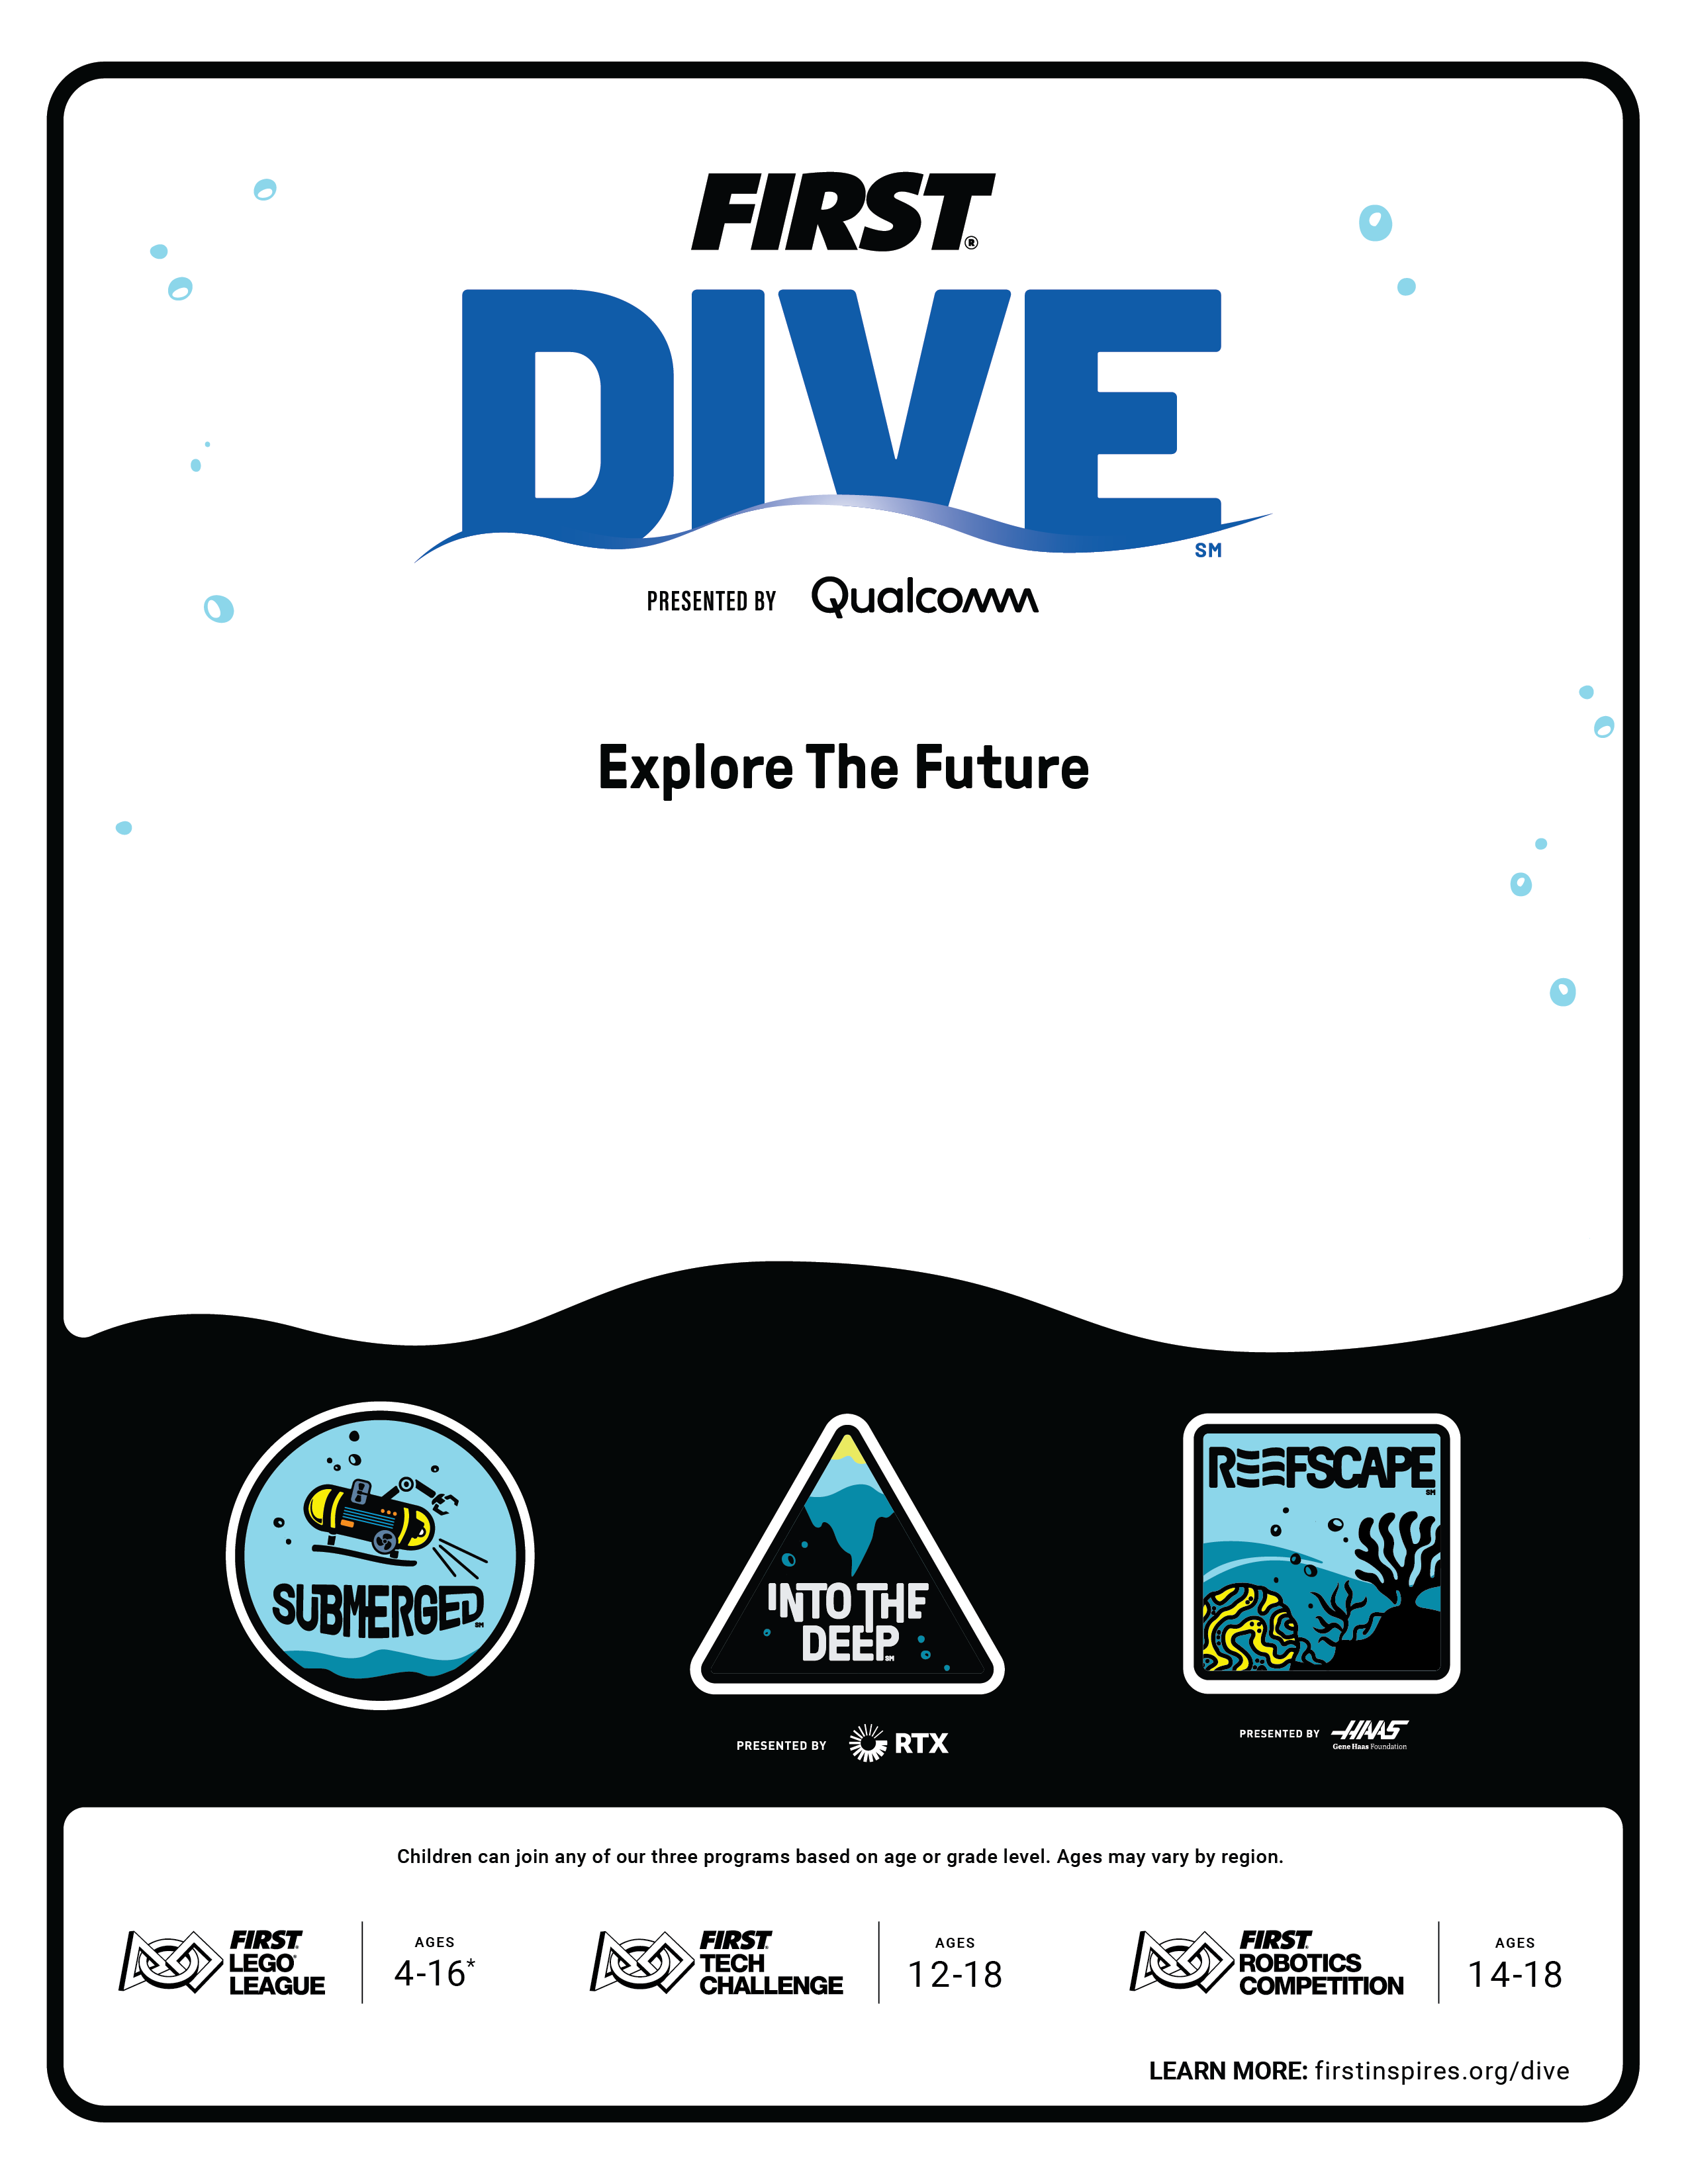 FIRST®
DIVE
SM
PRESENTED BY Qualcomm
Explore The Future
SUBMERGED SM
INTO THE
DEEP SM
REEFSCAPE
SM
PRESENTED BY RTX
PRESENTED BY HAAS
Gene Haas Foundation
Children can join any of our three programs based on age or grade level. Ages may vary by region.
FIRST®
LEGO®
LEAGUE
AGES
4-16*
FIRST®
TECH
CHALLENGE
AGES
12-18
FIRST®
ROBOTICS
COMPETITION
AGES
14-18
LEARN MORE: firstinspires.org/dive